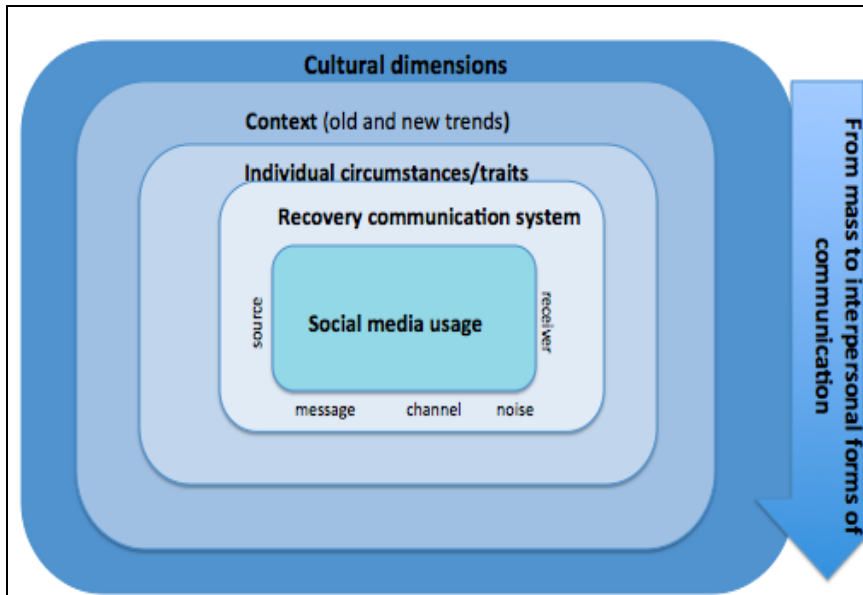 Cultural dimensions
Context (old and new trends)
Individual circumstances/traits
Recovery communication system
source
Social media usage
receiver
message channel noise
From mass to interpersonal forms of
communication